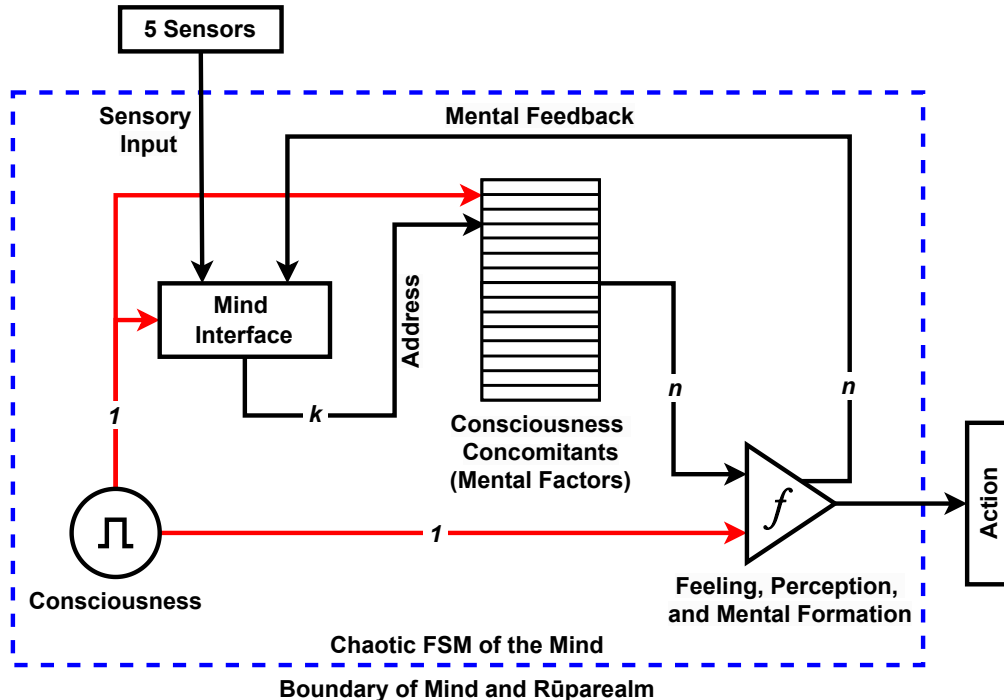 5 Sensors
Sensory
Input
Mental Feedback
Mind
Interface
Address
1
k
n
n
Consciousness
Concomitants
(Mental Factors)
f
1
Action
Consciousness
Feeling, Perception,
and Mental Formation
Chaotic FSM of the Mind
Boundary of Mind and Rūparealm